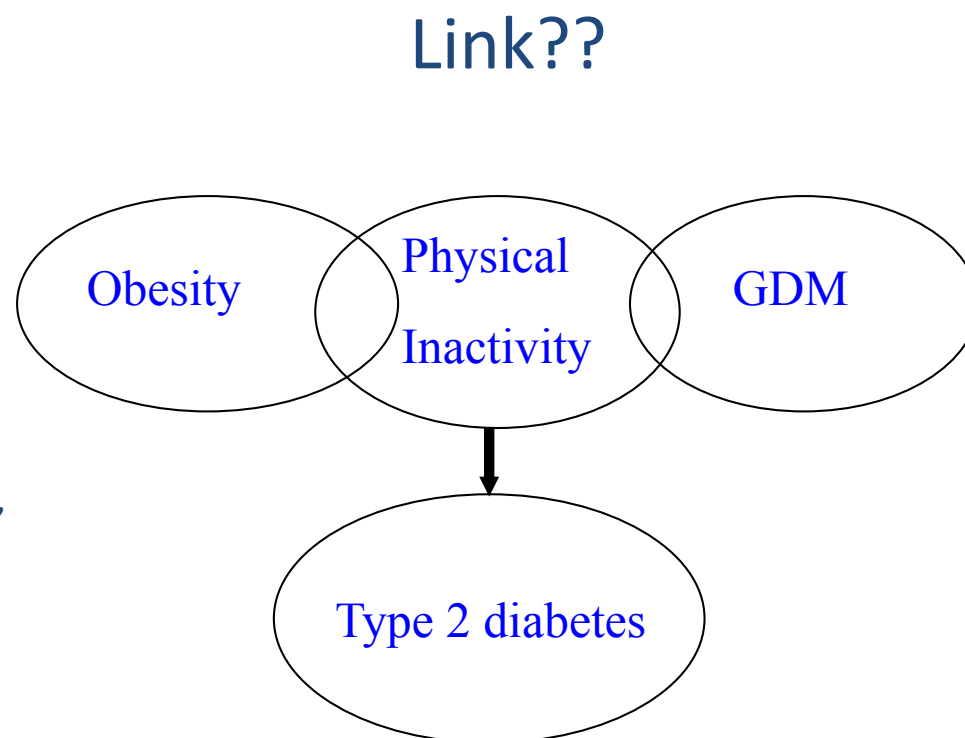 Link??
Obesity
Physical
Inactivity
GDM
,
Type 2 diabetes